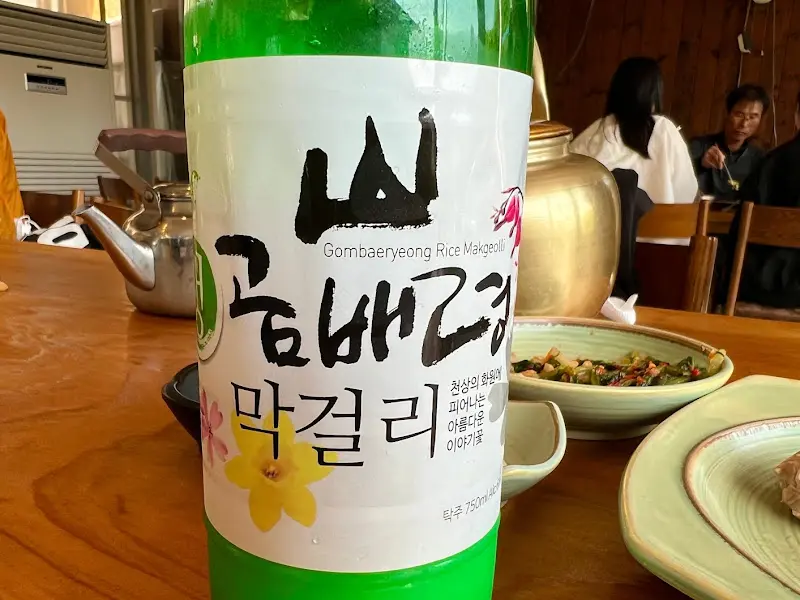 山
Gombaeryeong Rice Makgeolli
곰배령
막걸리
천상의 화원에
피어나는
아름다운
이야기꽃
탁주 750ml